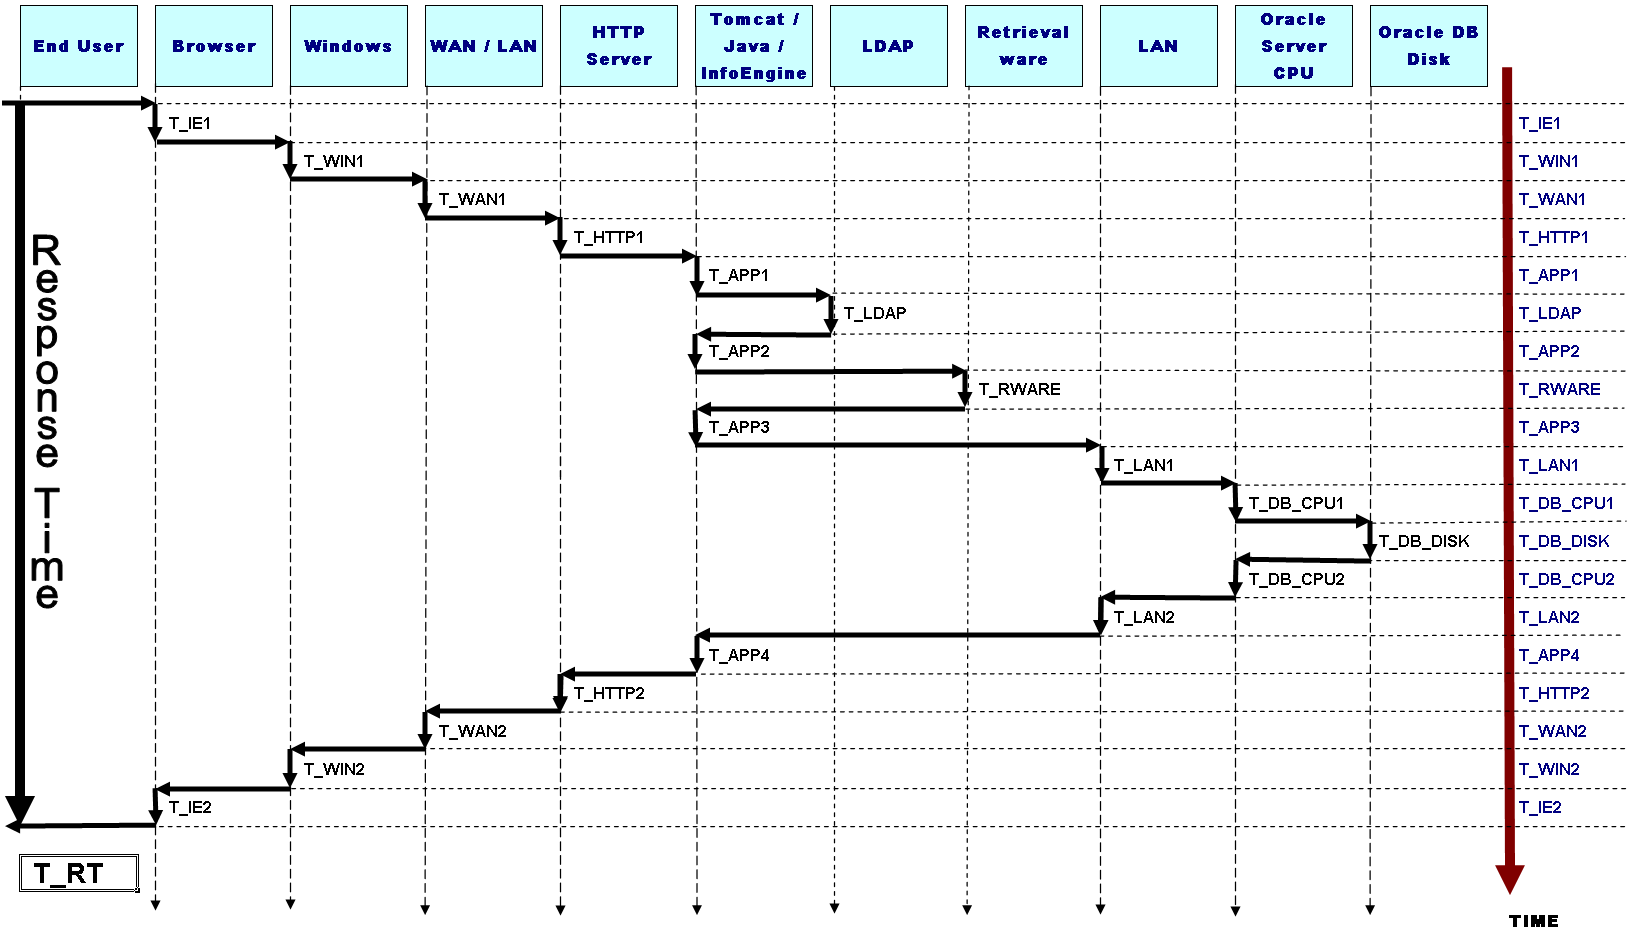 End User
Browser
Windows
WAN / LAN
HTTP
Server
Tomcat /
Java /
InfoEngine
LDAP
Retrieval
ware
LAN
Oracle
Server
CPU
Oracle DB
Disk
T_IE1 T_IE1
T_WIN1 T_WIN1
T_WAN1 T_WAN1
T_HTTP1 T_HTTP1
T_APP1 T_APP1
T_LDAP T_LDAP
T_APP2 T_APP2
T_RWARE T_RWARE
T_APP3 T_APP3
T_LAN1 T_LAN1
T_DB_CPU1 T_DB_CPU1
T_DB_DISK T_DB_DISK
T_DB_CPU2 T_DB_CPU2
T_LAN2 T_LAN2
T_APP4 T_APP4
T_HTTP2 T_HTTP2
T_WAN2 T_WAN2
T_WIN2 T_WIN2
T_IE2 T_IE2
Response Time
T_RT
TIME